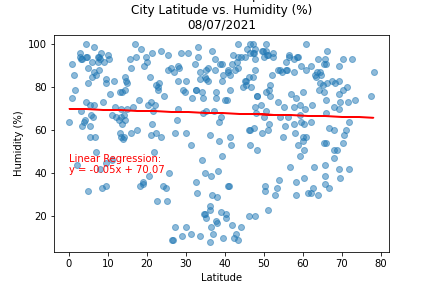 City Latitude vs. Humidity (%)
08/07/2021
100
80
60
40
20
Humidity (%)
Linear Regression:
y = -0.05x + 70.07
0 10 20 30 40 50 60 70 80
Latitude